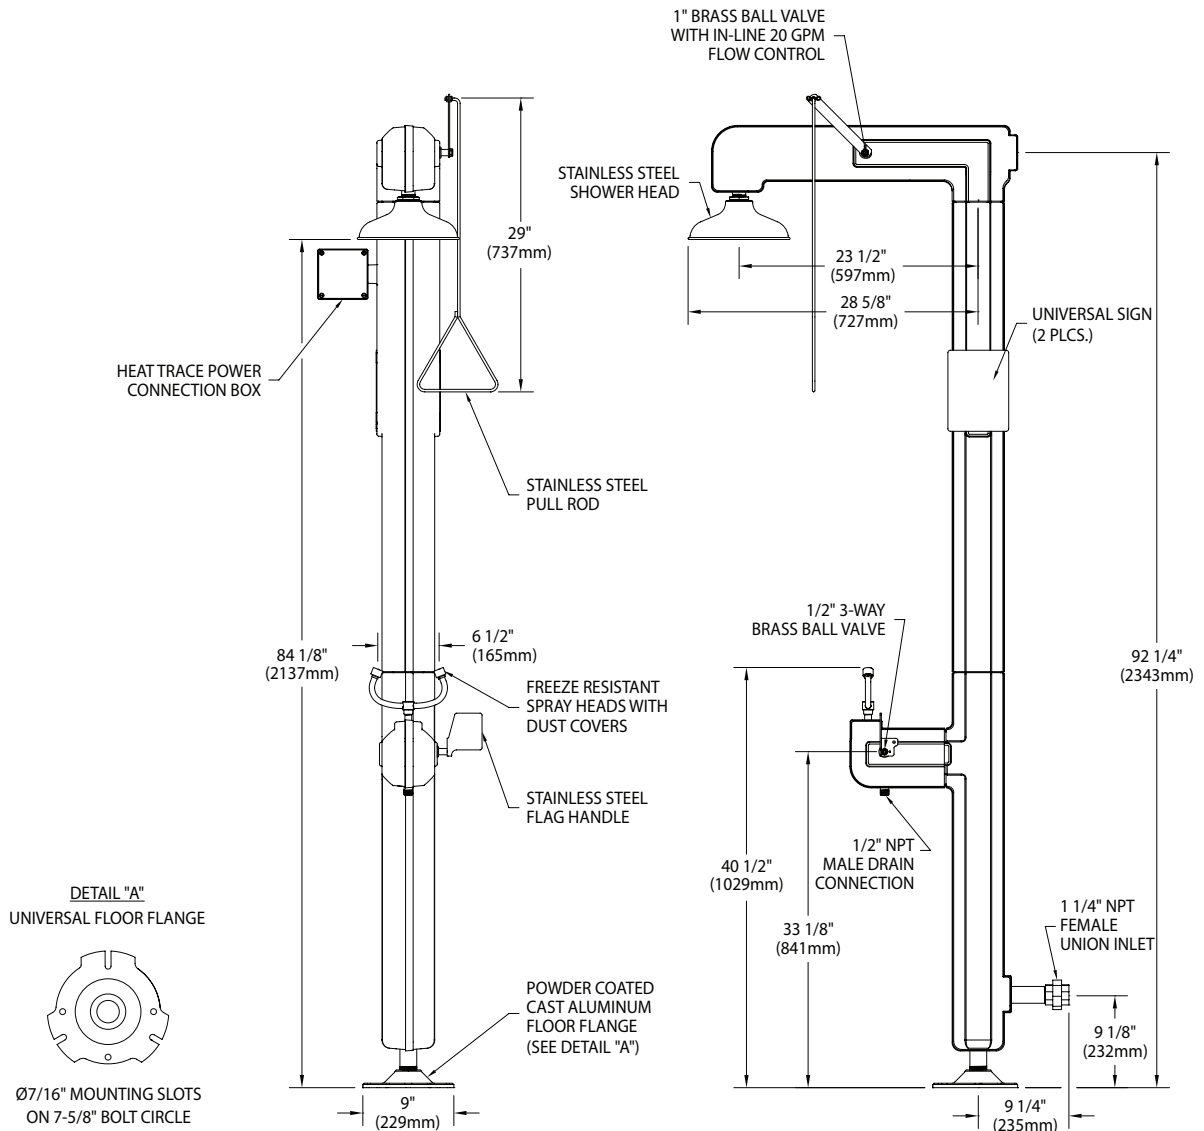 1" BRASS BALL VALVE
WITH IN-LINE 20 GPM
FLOW CONTROL
STAINLESS STEEL
SHOWER HEAD
29"
(737mm)
23 1/2"
(597mm)
28 5/8"
(727mm)
UNIVERSAL SIGN
(2 PLCS.)
HEAT TRACE POWER
CONNECTION BOX
STAINLESS STEEL
PULL ROD
1/2" 3-WAY
BRASS BALL VALVE
6 1/2"
(165mm)
84 1/8"
(2137mm)
92 1/4"
(2343mm)
FREEZE RESISTANT
SPRAY HEADS WITH
DUST COVERS
STAINLESS STEEL
FLAG HANDLE
1/2" NPT
MALE DRAIN
CONNECTION
40 1/2"
(1029mm)
33 1/8"
(841mm)
DETAIL "A"
UNIVERSAL FLOOR FLANGE
1 1/4" NPT
FEMALE
UNION INLET
POWDER COATED
CAST ALUMINUM
FLOOR FLANGE
(SEE DETAIL "A")
9 1/8"
(232mm)
Ø7/16" MOUNTING SLOTS
ON 7-5/8" BOLT CIRCLE
9"
(229mm)
9 1/4"
(235mm)